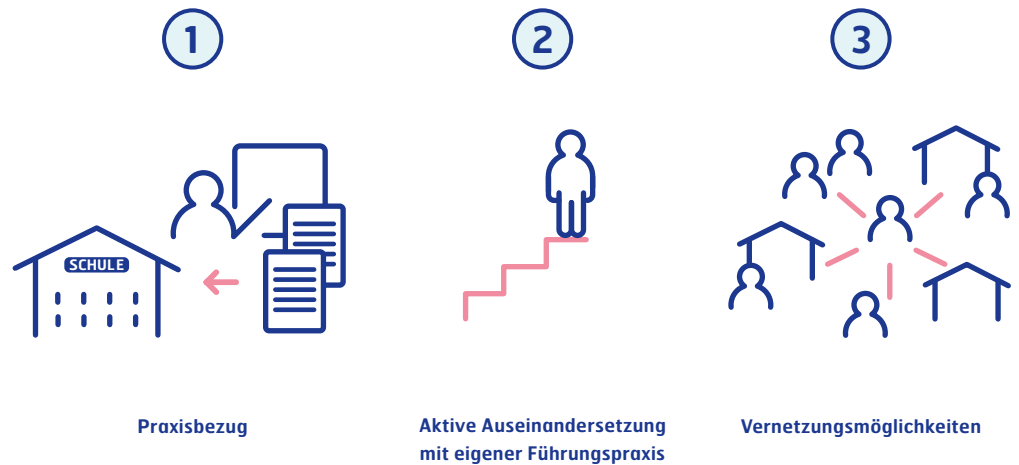 1
2
3
SCHULE
Praxisbezug
Aktive Auseinandersetzung
mit eigener Führungspraxis
Vernetzungsmöglichkeiten